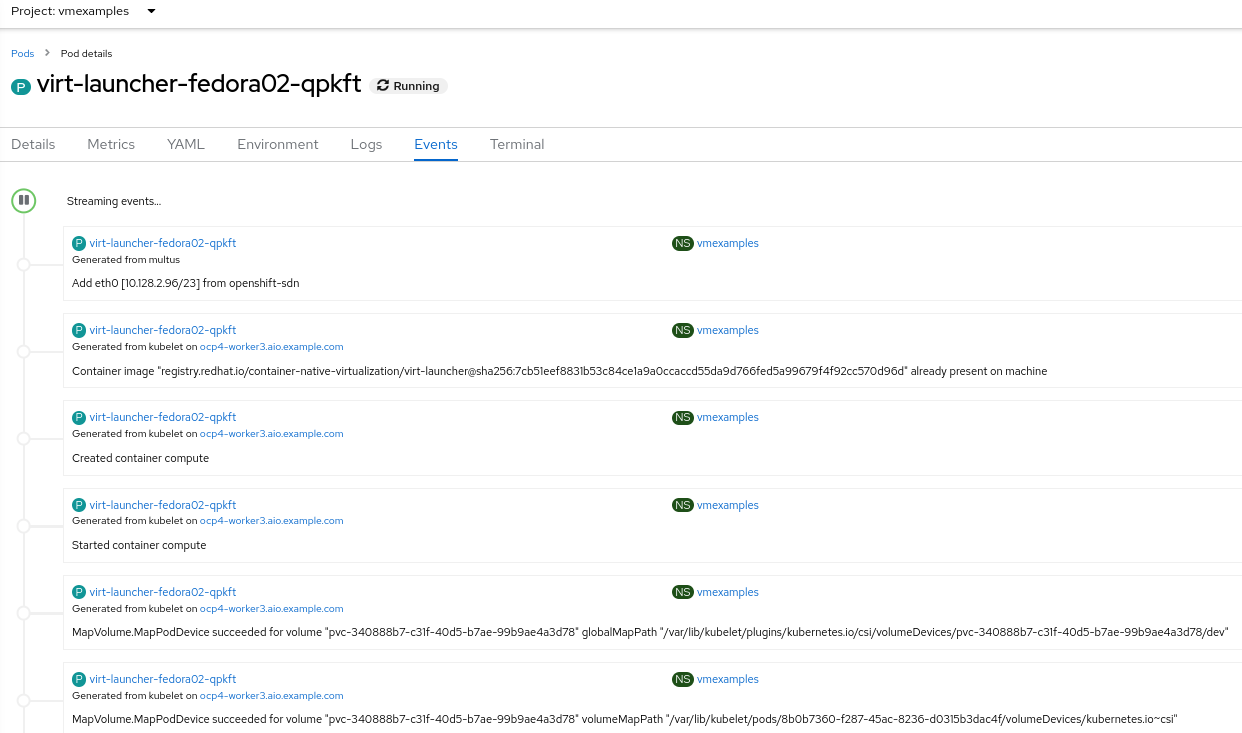 Project: vmexamples
Pods > Pod details
P virt-launcher-fedora02-qpkft Running
Details Metrics YAML Environment Logs Events Terminal
Streaming events...
P virt-launcher-fedora02-qpkft NS vmexamples
Generated from multus
Add eth0 [10.128.2.96/23] from openshift-sdn
P virt-launcher-fedora02-qpkft NS vmexamples
Generated from kubelet on ocp4-worker3.aio.example.com
Container image "registry.redhat.io/container-native-virtualization/virt-launcher@sha256:7cb51eef8831b53c84ce1a9a0ccaccd55da9d766fed5a99679f4f92cc570d96d" already present on machine
P virt-launcher-fedora02-qpkft NS vmexamples
Generated from kubelet on ocp4-worker3.aio.example.com
Created container compute
P virt-launcher-fedora02-qpkft NS vmexamples
Generated from kubelet on ocp4-worker3.aio.example.com
Started container compute
P virt-launcher-fedora02-qpkft NS vmexamples
Generated from kubelet on ocp4-worker3.aio.example.com
MapVolume.MapPodDevice succeeded for volume "pvc-340888b7-c31f-40d5-b7ae-99b9ae4a3d78" globalMapPath "/var/lib/kubelet/plugins/kubernetes.io/csi/volumeDevices/pvc-340888b7-c31f-40d5-b7ae-99b9ae4a3d78/dev"
P virt-launcher-fedora02-qpkft NS vmexamples
Generated from kubelet on ocp4-worker3.aio.example.com
MapVolume.MapPodDevice succeeded for volume "pvc-340888b7-c31f-40d5-b7ae-99b9ae4a3d78" volumeMapPath "/var/lib/kubelet/pods/8b0b7360-f287-45ac-8236-d0315b3dac4f/volumeDevices/kubernetes.io~csi"